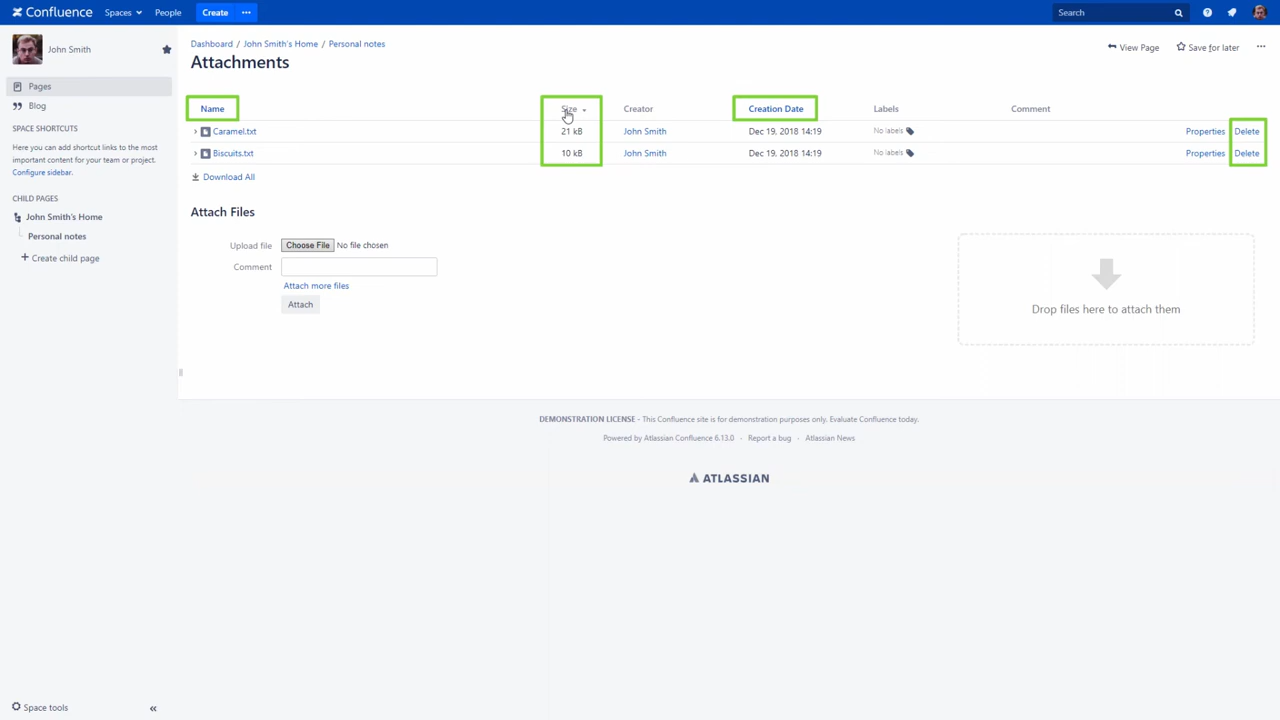 Confluence Spaces People Create ••• Search
John Smith
Pages
Blog
SPACE SHORTCUTS
Here you can add shortcut links to the most
important content for your team or project.
Configure sidebar.
CHILD PAGES
John Smith's Home
Personal notes
+ Create child page
Space tools
Dashboard / John Smith's Home / Personal notes
Attachments
View Page Save for later •••
Name Size Creator Creation Date Labels Comment
Caramel.txt 21 kB John Smith Dec 19, 2018 14:19 No labels Properties Delete
Biscuits.txt 10 kB John Smith Dec 19, 2018 14:19 No labels Properties Delete
Download All
Attach Files
Upload file Choose File No file chosen
Comment
Attach more files
Attach
Drop files here to attach them
DEMONSTRATION LICENSE - This Confluence site is for demonstration purposes only. Evaluate Confluence today.
Powered by Atlassian Confluence 6.13.0 · Report a bug · Atlassian News
ATLASSIAN